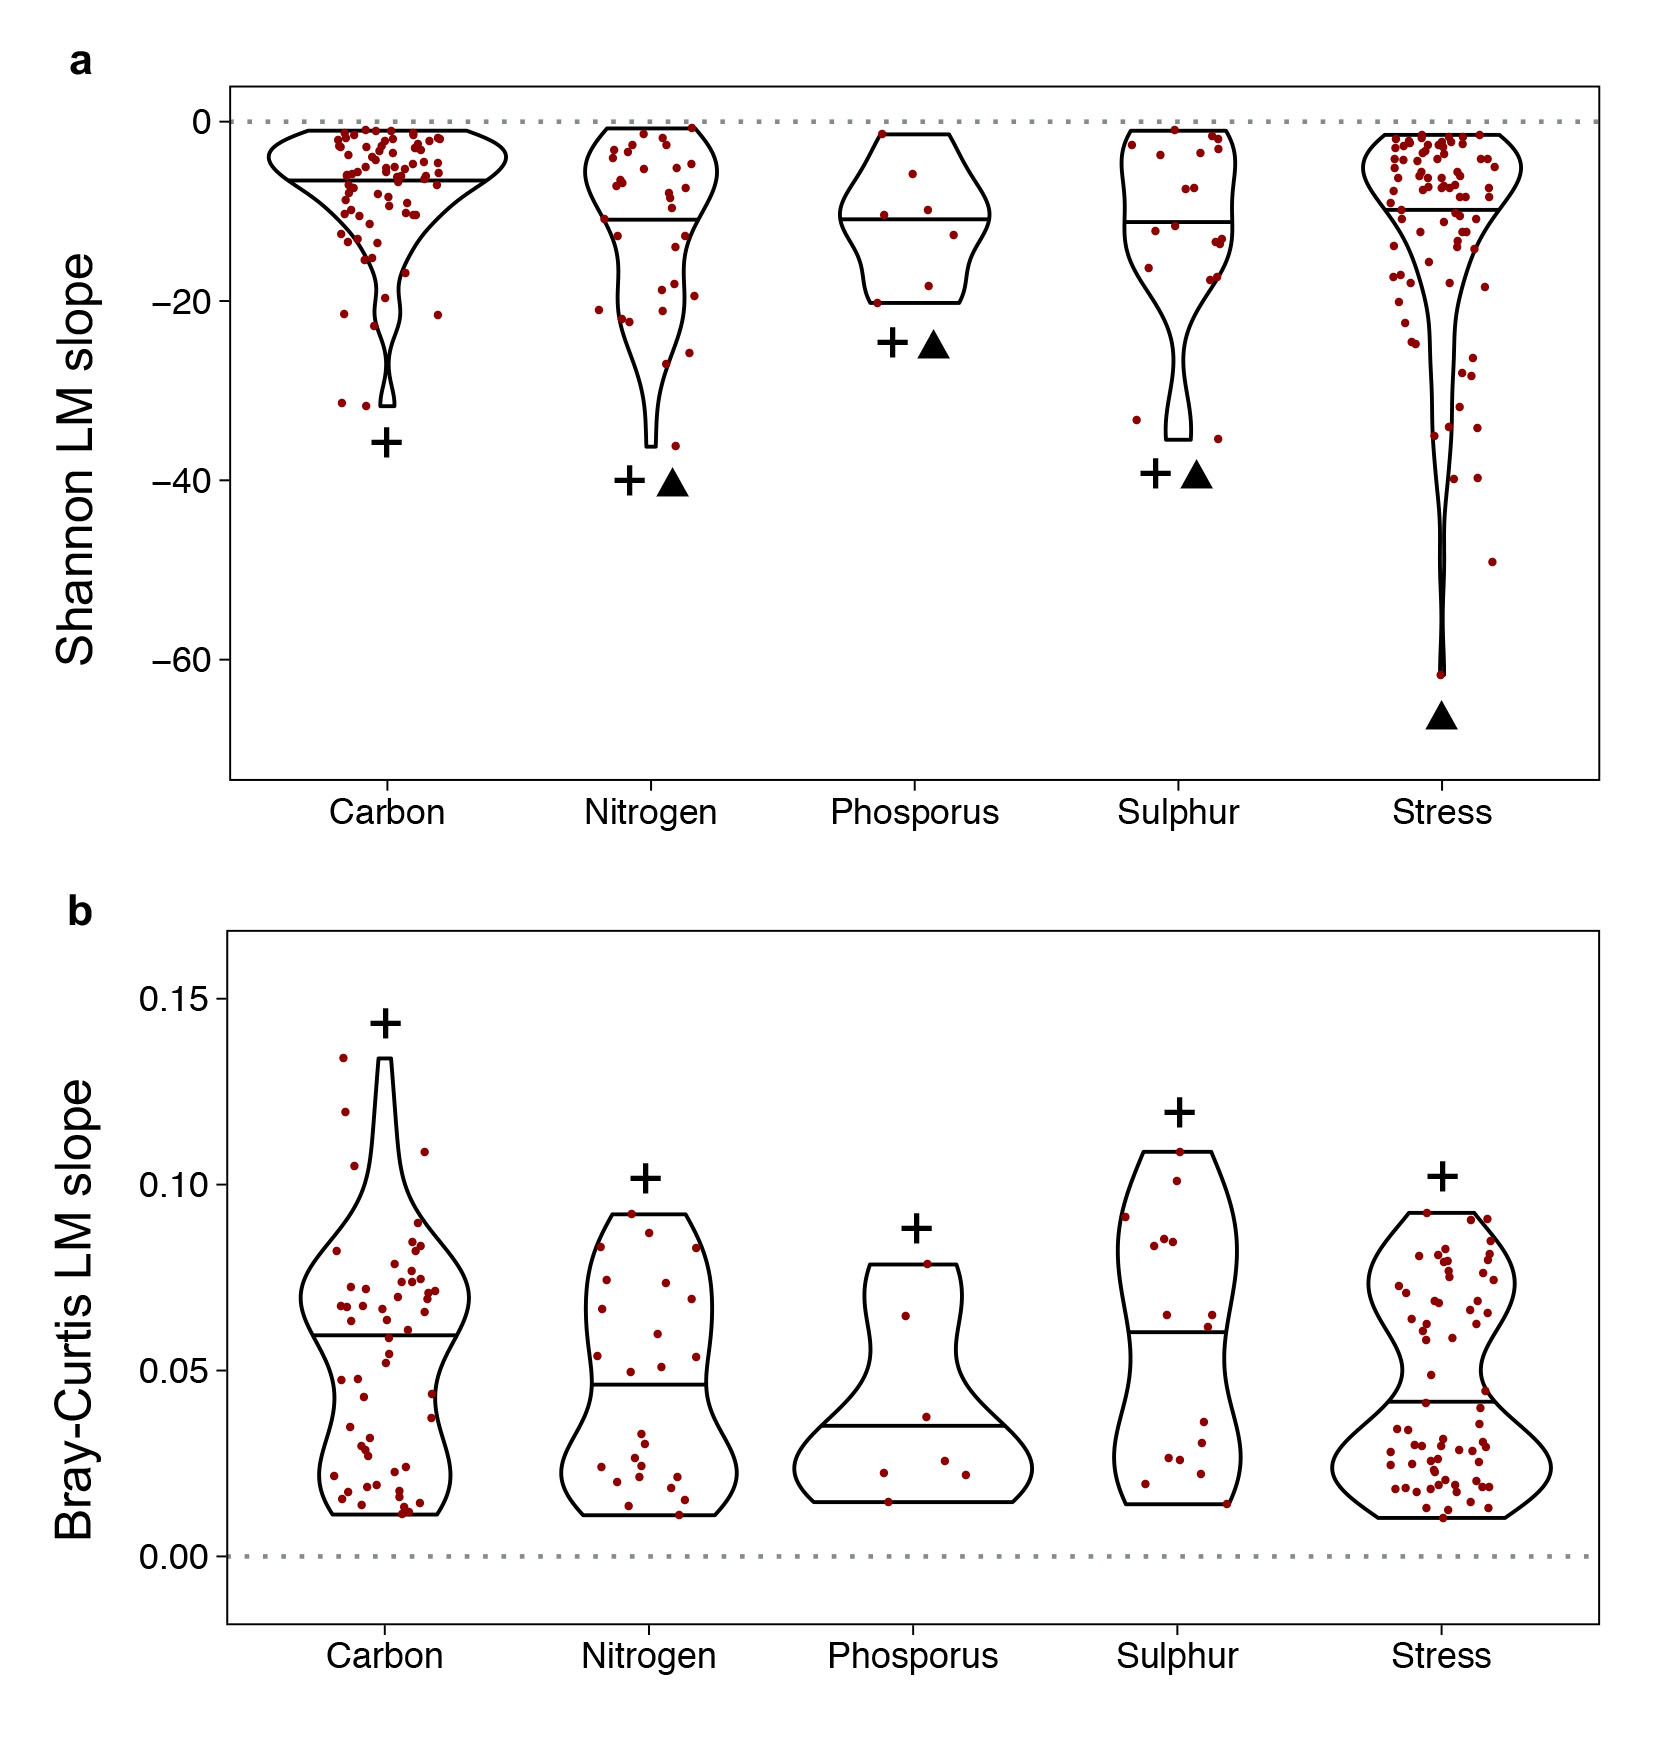 a
Shannon LM slope
0
−20
−40
−60
+
+ ▲
+ ▲
+ ▲
▲
Carbon Nitrogen Phosporus Sulphur Stress
b
Bray-Curtis LM slope
0.15
0.10
0.05
0.00
+ + + + +
Carbon Nitrogen Phosporus Sulphur Stress